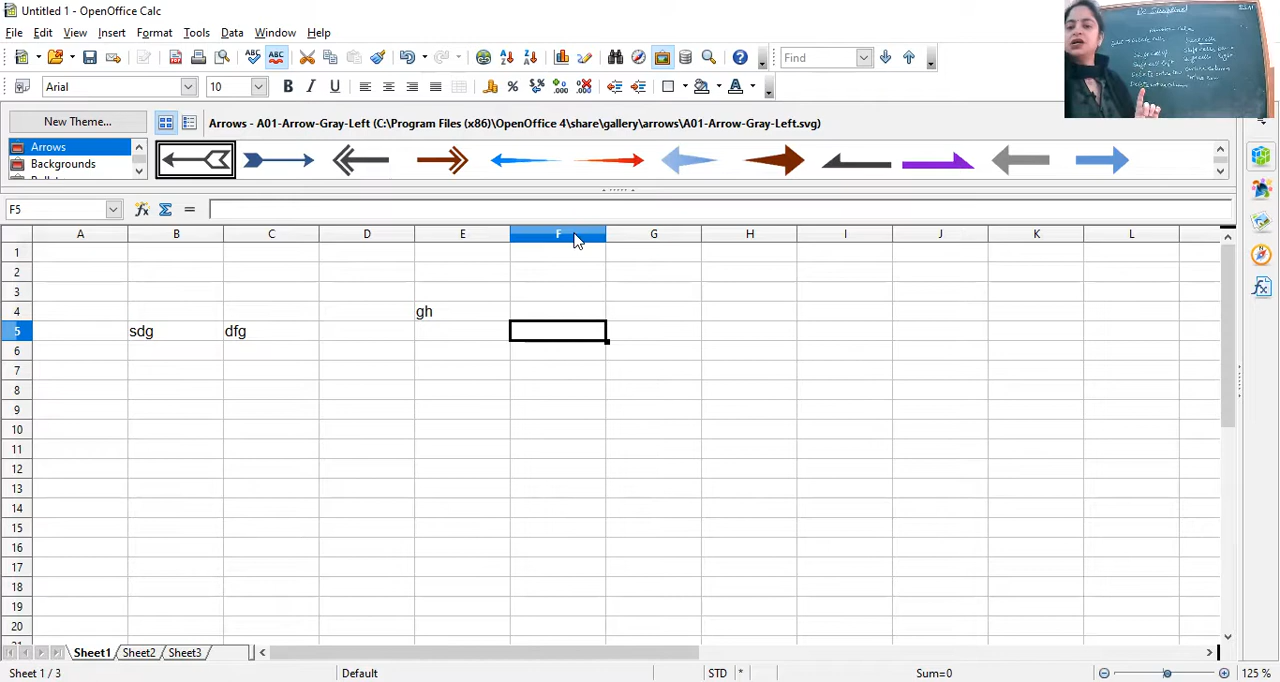 Untitled 1 - OpenOffice Calc
File Edit View Insert Format Tools Data Window Help
Find
Arial 10
New Theme... Arrows - A01-Arrow-Gray-Left (C:\Program Files (x86)\OpenOffice 4\share\gallery\arrows\A01-Arrow-Gray-Left.svg)
Arrows
Backgrounds
F5
A B C D E F G H I J K L
1
2
3
4 gh
5 sdg dfg
6
7
8
9
10
11
12
13
14
15
16
17
18
19
20
Sheet1 Sheet2 Sheet3
Sheet 1 / 3 Default STD * Sum=0 125 %